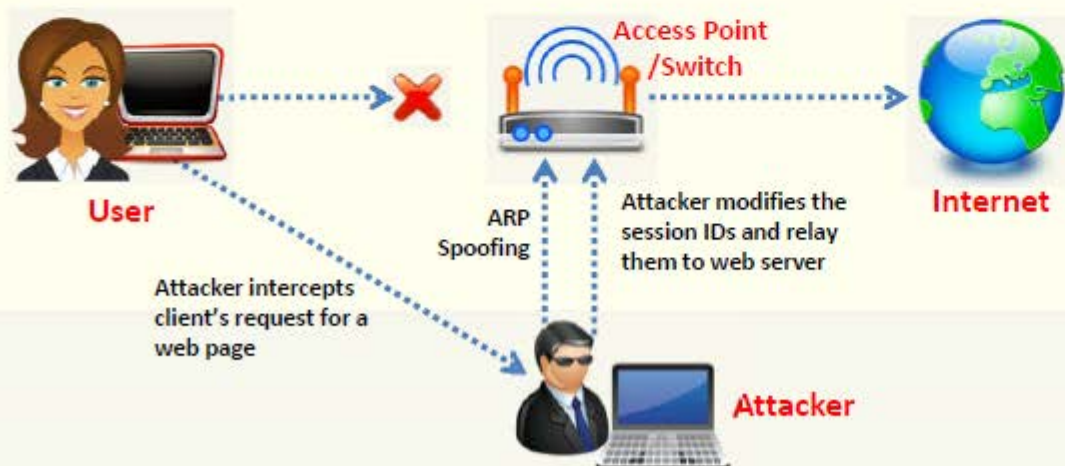 Access Point
/Switch
User
Internet
ARP
Spoofing
Attacker modifies the
session IDs and relay
them to web server
Attacker intercepts
client's request for a
web page
Attacker